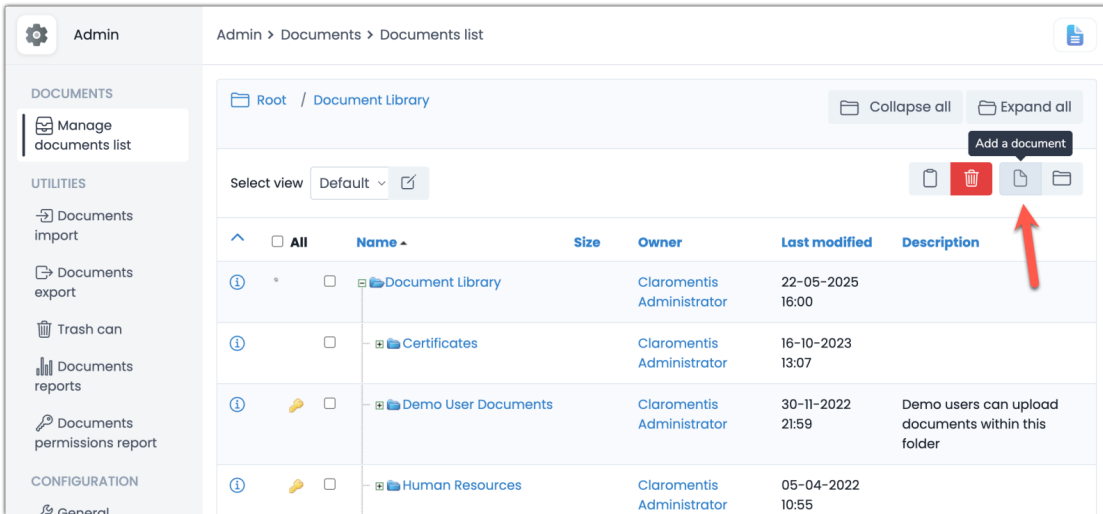 Admin
Admin > Documents > Documents list
DOCUMENTS
Manage
documents list
UTILITIES
Documents
import
Documents
export
Trash can
Documents
reports
Documents
permissions report
CONFIGURATION
General
Root / Document Library
Collapse all
Expand all
Add a document
Select view Default
All Name Size Owner Last modified Description
Document Library Claromentis 22-05-2025
Administrator 16:00
Certificates Claromentis 16-10-2023
Administrator 13:07
Demo User Documents Claromentis 30-11-2022 Demo users can upload
Administrator 21:59 documents within this
folder
Human Resources Claromentis 05-04-2022
Administrator 10:55